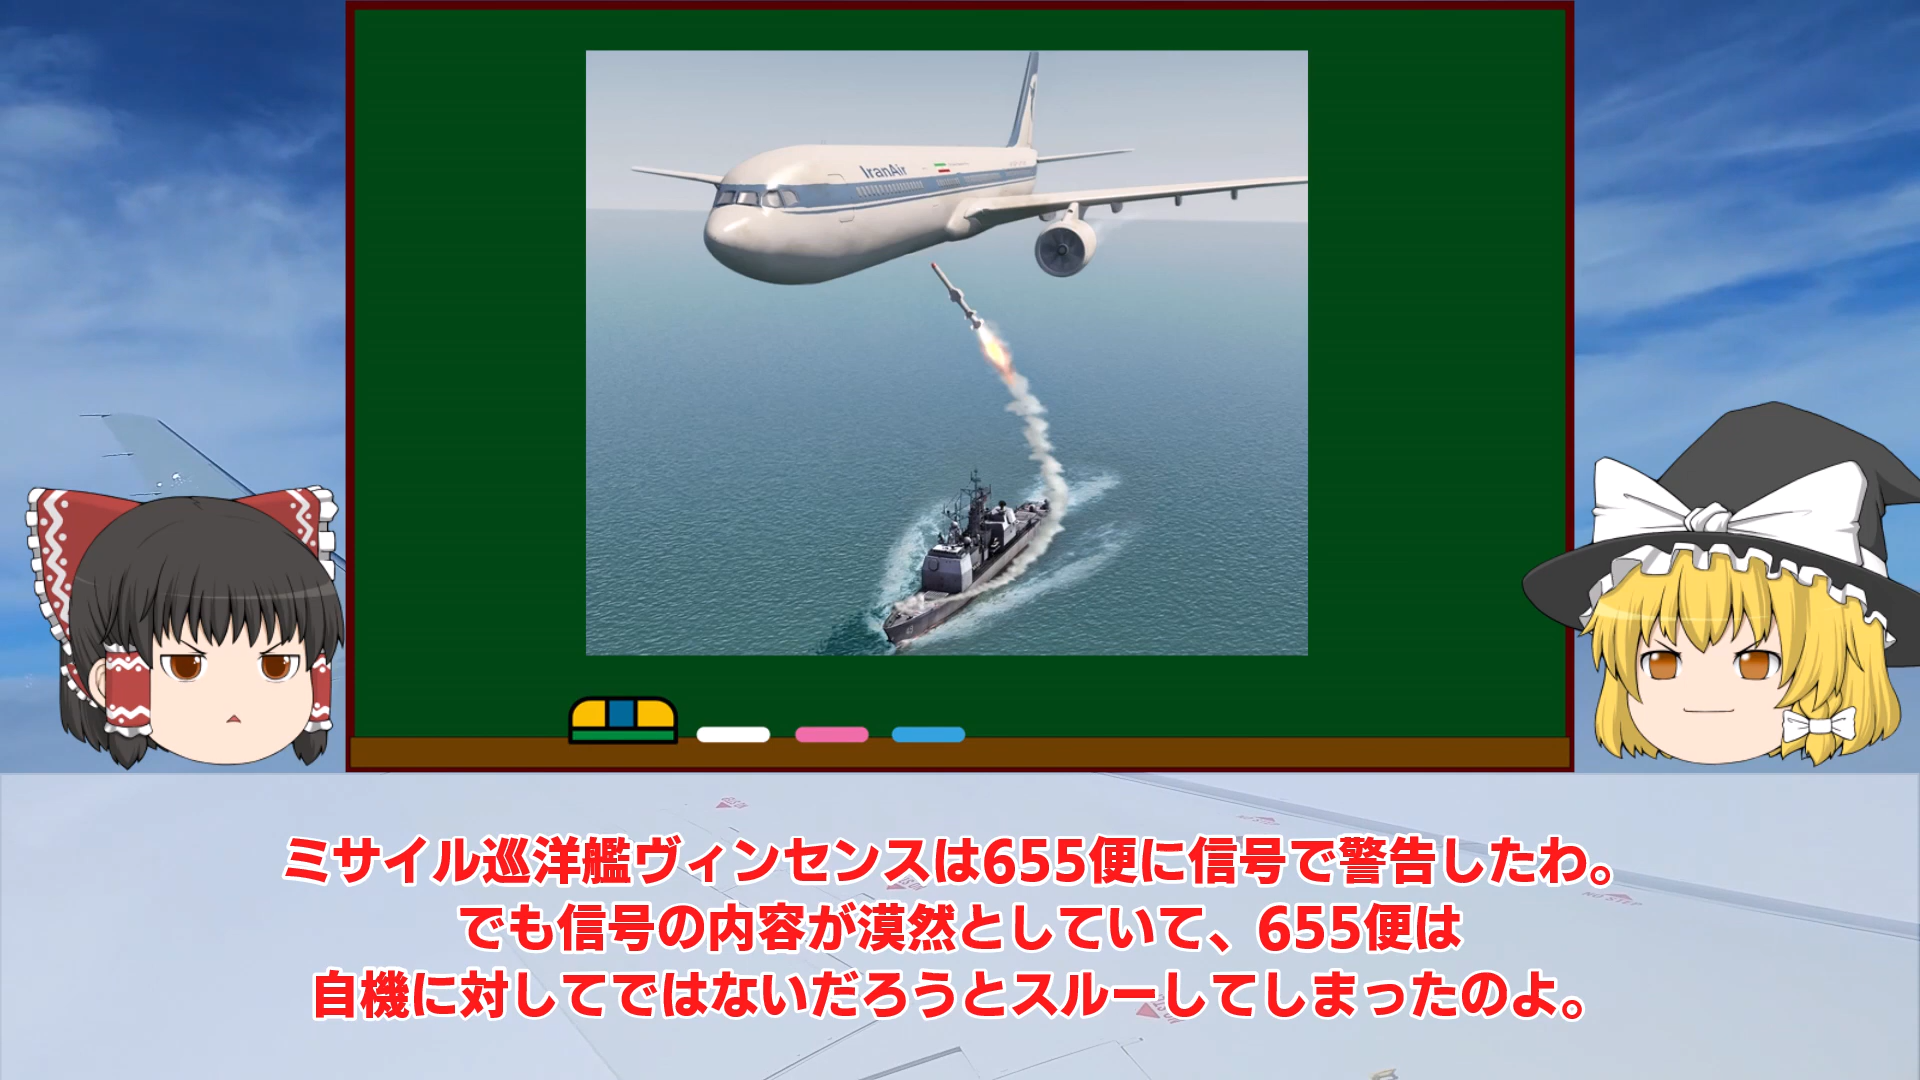 IranAir
ミサイル巡洋艦ヴィンセンスは655便に信号で警告したわ。
でも信号の内容が漠然としていて、655便は
自機に対してではないだろうとスルーしてしまったのよ。
NO STEP